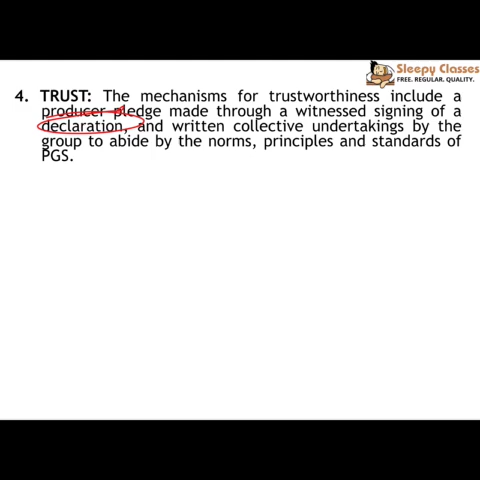 Sleepy Classes
FREE. REGULAR. QUALITY.
4. TRUST: The mechanisms for trustworthiness include a
producer pledge made through a witnessed signing of a
declaration, and written collective undertakings by the
group to abide by the norms, principles and standards of
PGS.